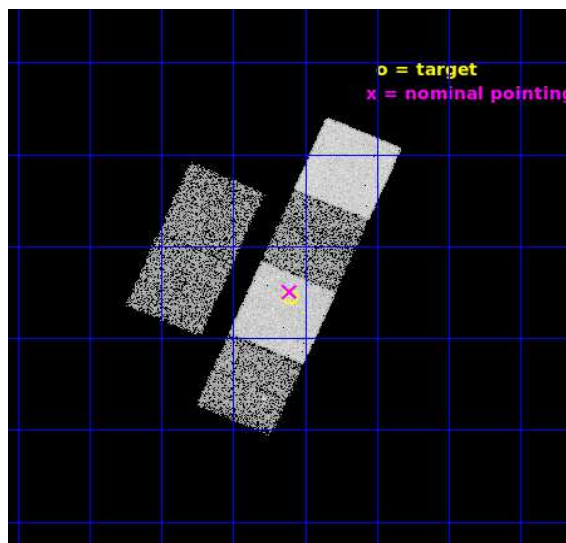 o = target
x = nominal pointing